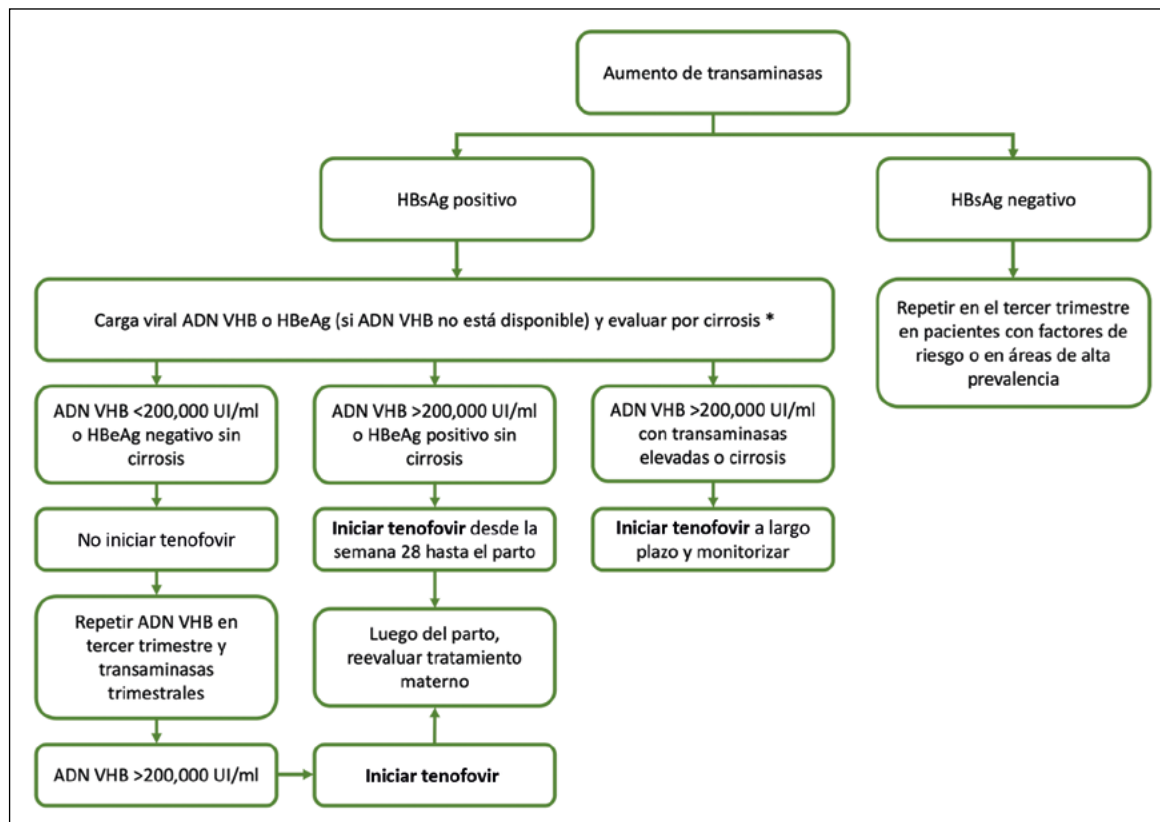 Aumento de transaminasas
HBsAg positivo
HBsAg negativo
Carga viral ADN VHB o HBeAg (si ADN VHB no está disponible) y evaluar por cirrosis *
Repetir en el tercer trimestre
en pacientes con factores de
riesgo o en áreas de alta
prevalencia
ADN VHB <200,000 UI/ml
o HBeAg negativo sin
cirrosis
ADN VHB >200,000 UI/ml
o HBeAg positivo sin
cirrosis
ADN VHB >200,000 UI/ml
con transaminasas
elevadas o cirrosis
No iniciar tenofovir
Iniciar tenofovir desde la
semana 28 hasta el parto
Iniciar tenofovir a largo
plazo y monitorizar
Repetir ADN VHB en
tercer trimestre y
transaminasas
trimestrales
Luego del parto,
reevaluar tratamiento
materno
ADN VHB >200,000 UI/ml
Iniciar tenofovir